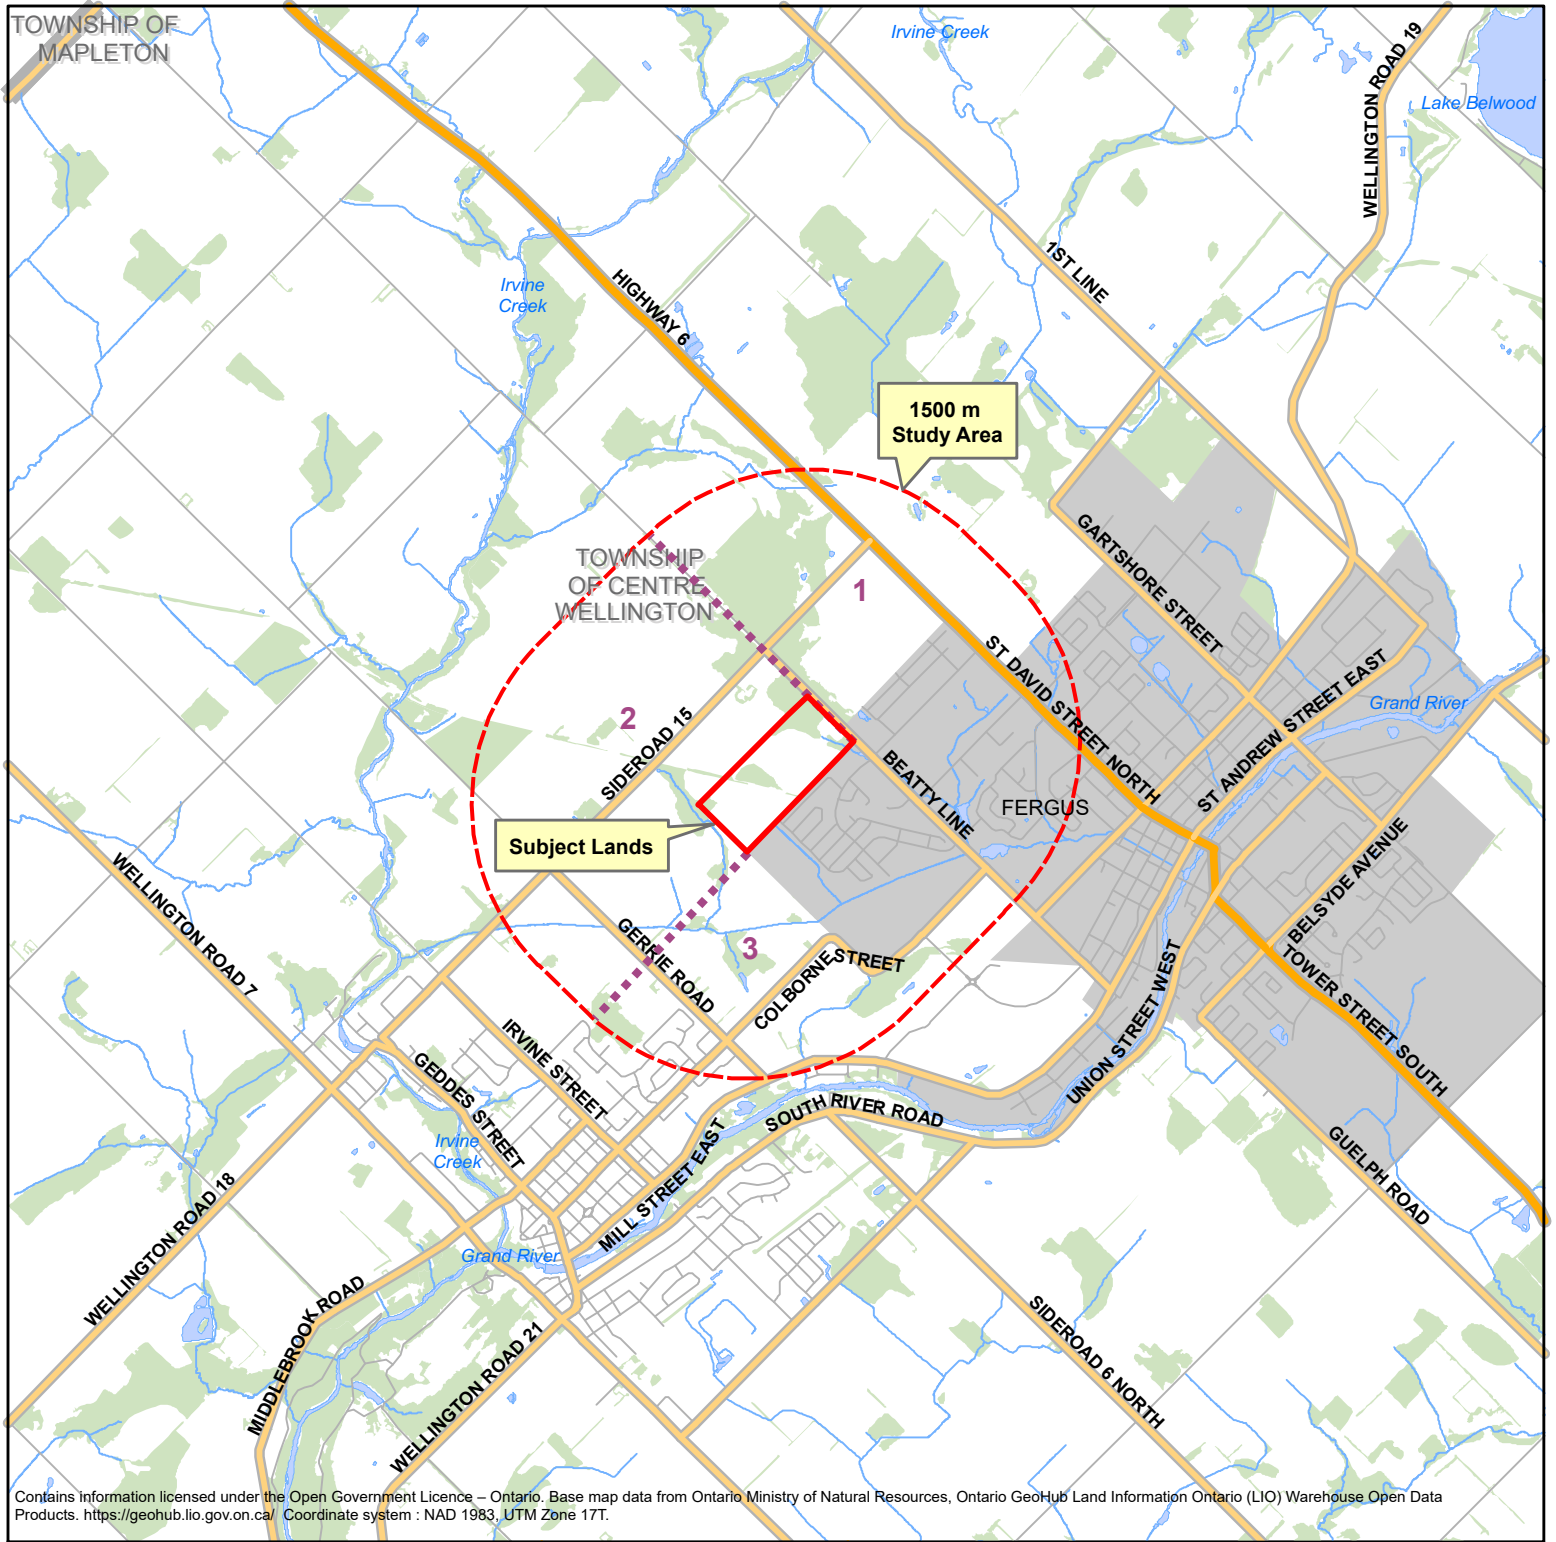 TOWNSHIP OF
MAPLETON
Irvine Creek
WELLINGTON ROAD 19
Lake Belwood
1ST LINE
Irvine
Creek
HIGHWAY 6
1500 m
Study Area
GARTSHORE STREET
TOWNSHIP
OF CENTRE
WELLINGTON
1
ST DAVID STREET NORTH
ST ANDREW STREET EAST
Grand River
2
SIDEROAD 15
BEATTY LINE
FERGUS
Subject Lands
BELSYDE AVENUE
WELLINGTON ROAD 7
GERRIE ROAD
3
COLBORNE
STREET
UNION STREET WEST
TOWER STREET SOUTH
IRVINE STREET
GEDDES STREET
SOUTH RIVER ROAD
Irvine
Creek
MILL STREET EAST
GUELPH ROAD
WELLINGTON ROAD 18
Grand River
MIDDLEBROOK ROAD
WELLINGTON ROAD 21
SIDEROAD 6 NORTH
Contains information licensed under the Open Government Licence – Ontario. Base map data from Ontario Ministry of Natural Resources, Ontario GeoHub Land Information Ontario (LIO) Warehouse Open Data
Products. https://geohub.lio.gov.on.ca/ Coordinate system : NAD 1983, UTM Zone 17T.